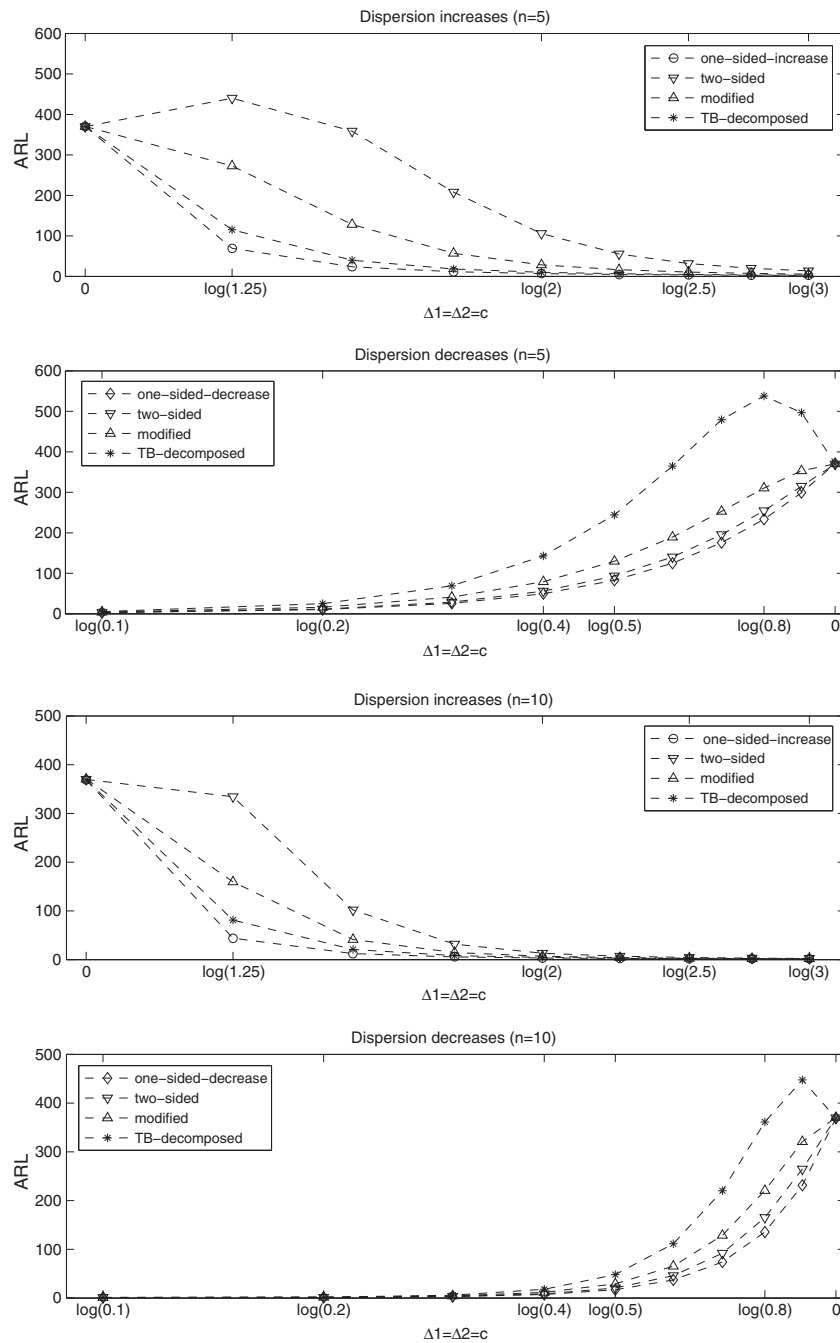 Dispersion increases (n=5)
600
500
400
300
200
100
0
ARL
one−sided−increase
two−sided
modified
TB−decomposed
0
log(1.25)
log(2)
log(2.5)
log(3)
Δ1=Δ2=c
Dispersion decreases (n=5)
600
500
400
300
200
100
0
ARL
one−sided−decrease
two−sided
modified
TB−decomposed
log(0.1)
log(0.2)
log(0.4)
log(0.5)
log(0.8)
0
Δ1=Δ2=c
Dispersion increases (n=10)
500
400
300
200
100
0
ARL
one−sided−increase
two−sided
modified
TB−decomposed
0
log(1.25)
log(2)
log(2.5)
log(3)
Δ1=Δ2=c
Dispersion decreases (n=10)
500
400
300
200
100
0
ARL
one−sided−decrease
two−sided
modified
TB−decomposed
log(0.1)
log(0.2)
log(0.4)
log(0.5)
log(0.8)
0
Δ1=Δ2=c